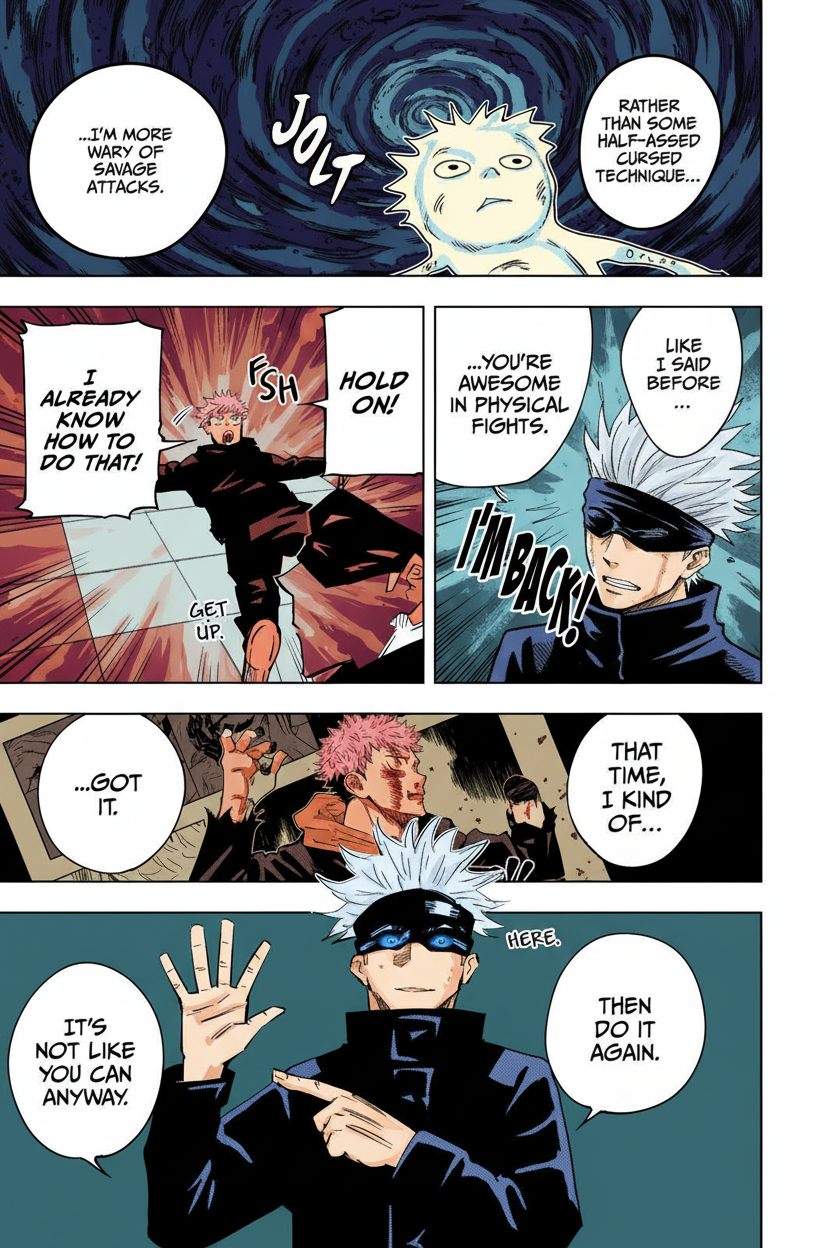 RATHER
THAN SOME
HALF-ASSED
CURSED
TECHNIQUE...
JOLT
...I'M MORE
WARY OF
SAVAGE
ATTACKS.
LIKE
I SAID
BEFORE
...
...YOU'RE
AWESOME
IN PHYSICAL
FIGHTS.
I'M BACK!
HOLD
ON!
FSH
I
ALREADY
KNOW
HOW TO
DO THAT!
GET
UP.
THAT
TIME,
I KIND
OF...
...GOT
IT.
!!
HERE.
THEN
DO IT
AGAIN.
IT'S
NOT LIKE
YOU CAN
ANYWAY.